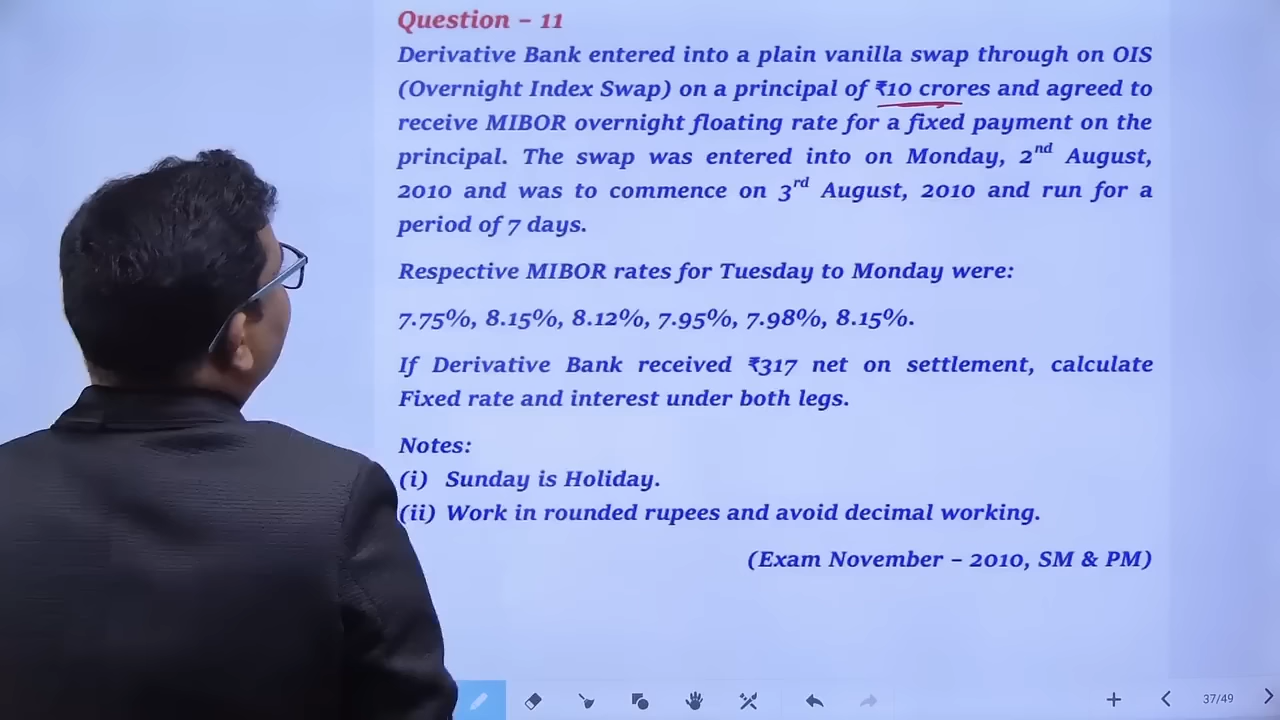 Question – 11
Derivative Bank entered into a plain vanilla swap through on OIS
(Overnight Index Swap) on a principal of ₹10 crores and agreed to
receive MIBOR overnight floating rate for a fixed payment on the
principal. The swap was entered into on Monday, 2nd August,
2010 and was to commence on 3rd August, 2010 and run for a
period of 7 days.
Respective MIBOR rates for Tuesday to Monday were:
7.75%, 8.15%, 8.12%, 7.95%, 7.98%, 8.15%.
If Derivative Bank received ₹317 net on settlement, calculate
Fixed rate and interest under both legs.
Notes:
(i) Sunday is Holiday.
(ii) Work in rounded rupees and avoid decimal working.
(Exam November – 2010, SM & PM)
37/49